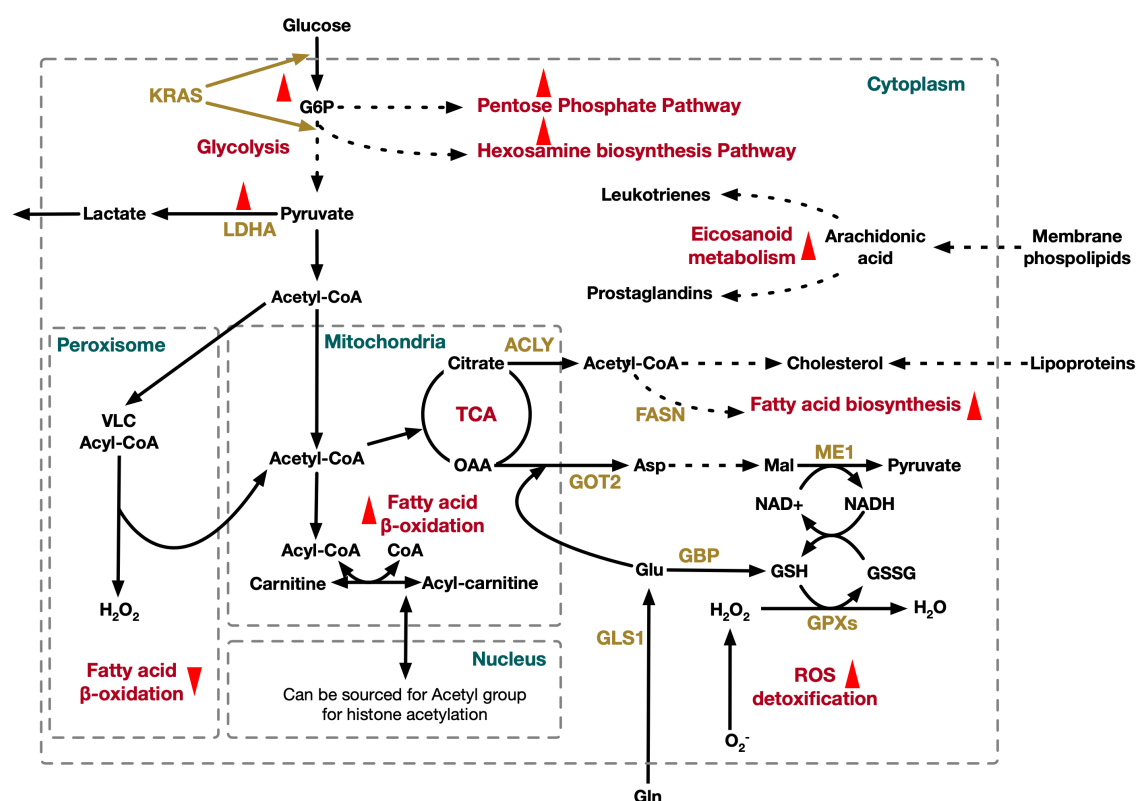 Glucose
Cytoplasm
KRAS
G6P
Pentose Phosphate Pathway
Glycolysis
Hexosamine biosynthesis Pathway
Lactate
LDHA
Pyruvate
Leukotrienes
Eicosanoid
metabolism
Arachidonic
acid
Membrane
phospolipids
Prostaglandins
Acetyl-CoA
Peroxisome
Mitochondria
Citrate
ACLY
Acetyl-CoA
Cholesterol
Lipoproteins
FASN
Fatty acid biosynthesis
TCA
VLC
Acyl-CoA
Acetyl-CoA
OAA
GOT2
Asp
Mal
ME1
Pyruvate
NAD+
NADH
Fatty acid
β-oxidation
Acyl-CoA
CoA
Carnitine
Acyl-carnitine
Glu
GBP
GSH
GSSG
H₂O₂
H₂O₂
GPXs
H₂O
GLS1
Nucleus
Can be sourced for Acetyl group
for histone acetylation
Fatty acid
β-oxidation
ROS
detoxification
O₂⁻
Gln